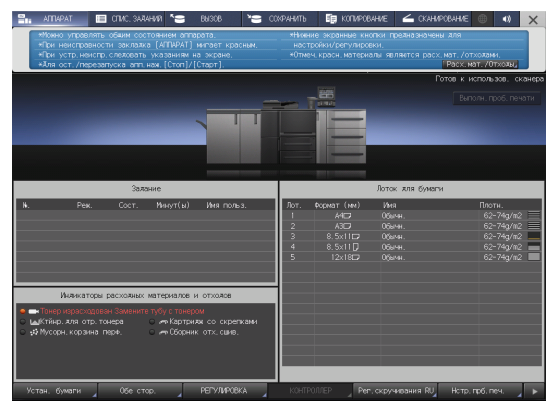 АППАРАТ СПИС. ЗАДАНИЙ ВЫЗОВ СОХРАНИТЬ КОПИРОВАНИЕ СКАНИРОВАНИЕ
*Можно управлять общим состоянием аппарата.
*При неисправности закладка [АППАРАТ] мигает красным.
*При устр.неиспр.следовать указаниям на экране.
*Для ост./перезапуска апп.наж.[Стоп]/[Старт].
*Нижние экранные кнопки предназначены для
настройки/регулировки.
*Отмеч красн.материалы являются расх.мат./отходами.
Расх.мат./Отходы
Готов к использов. сканера
Выполн.проб.печати
Задание
№. Реж. Сост. Минут(ы) Имя польз.
Лоток для бумаги
Лот. Формат (мм) Имя Плотн.
1 A4 Обычн. 62-74g/m2
2 A3 Обычн. 62-74g/m2
3 8.5x11 Обычн. 62-74g/m2
4 8.5x11 Обычн. 62-74g/m2
5 12x18 Обычн. 62-74g/m2
Индикаторы расходных материалов и отходов
Тонер израсходован Замените тубу с тонером
Ктйнр.для отр.тонера Картридж со скрепками
Мусорн.корзина перф. Сборник отх.сшив.
Устан. бумаги Обе стор. РЕГУЛИРОВКА КОНТРОЛЛЕР Рег.скручивания RU Нстр.прб.печ.